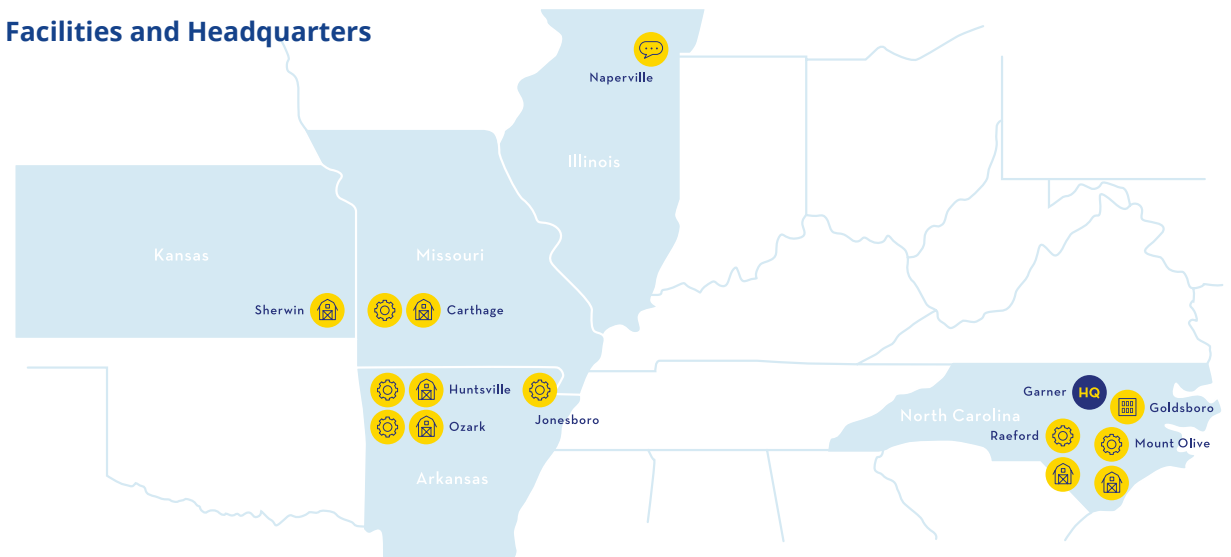 Facilities and Headquarters
Naperville
Illinois
Kansas
Missouri
Sherwin
Carthage
Huntsville
Jonesboro
Ozark
Arkansas
Garner
HQ
Goldsboro
North Carolina
Raeford
Mount Olive